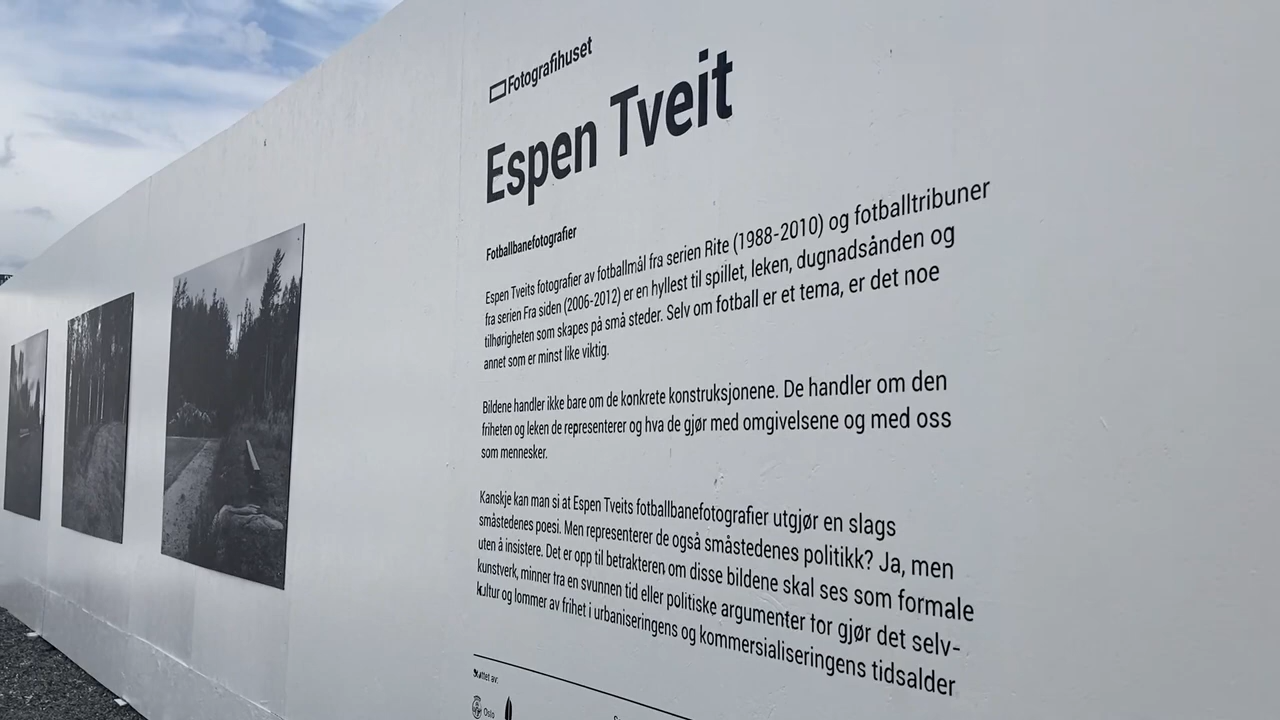 Fotografihuset
Espen Tveit
Fotballbanefotografier
Espen Tveits fotografier av fotballmål fra serien Rite (1988-2010) og fotballtribuner
fra serien Fra siden (2006-2012) er en hyllest til spillet, leken, dugnadsånden og
tilhørigheten som skapes på små steder. Selv om fotball er et tema, er det noe
annet som er minst like viktig.
Bildene handler ikke bare om de konkrete konstruksjonene. De handler om den
friheten og leken de representerer og hva de gjør med omgivelsene og med oss
som mennesker.
Kanskje kan man si at Espen Tveits fotballbanefotografier utgjør en slags
småstedenes poesi. Men representerer de også småstedenes politikk? Ja, men
uten å insistere. Det er opp til betrakteren om disse bildene skal ses som formale
kunstverk, minner fra en svunnen tid eller politiske argumenter for gjør det selv-
kultur og lommer av frihet i urbaniseringens og kommersialiseringens tidsalder
Støttet av:
Oslo